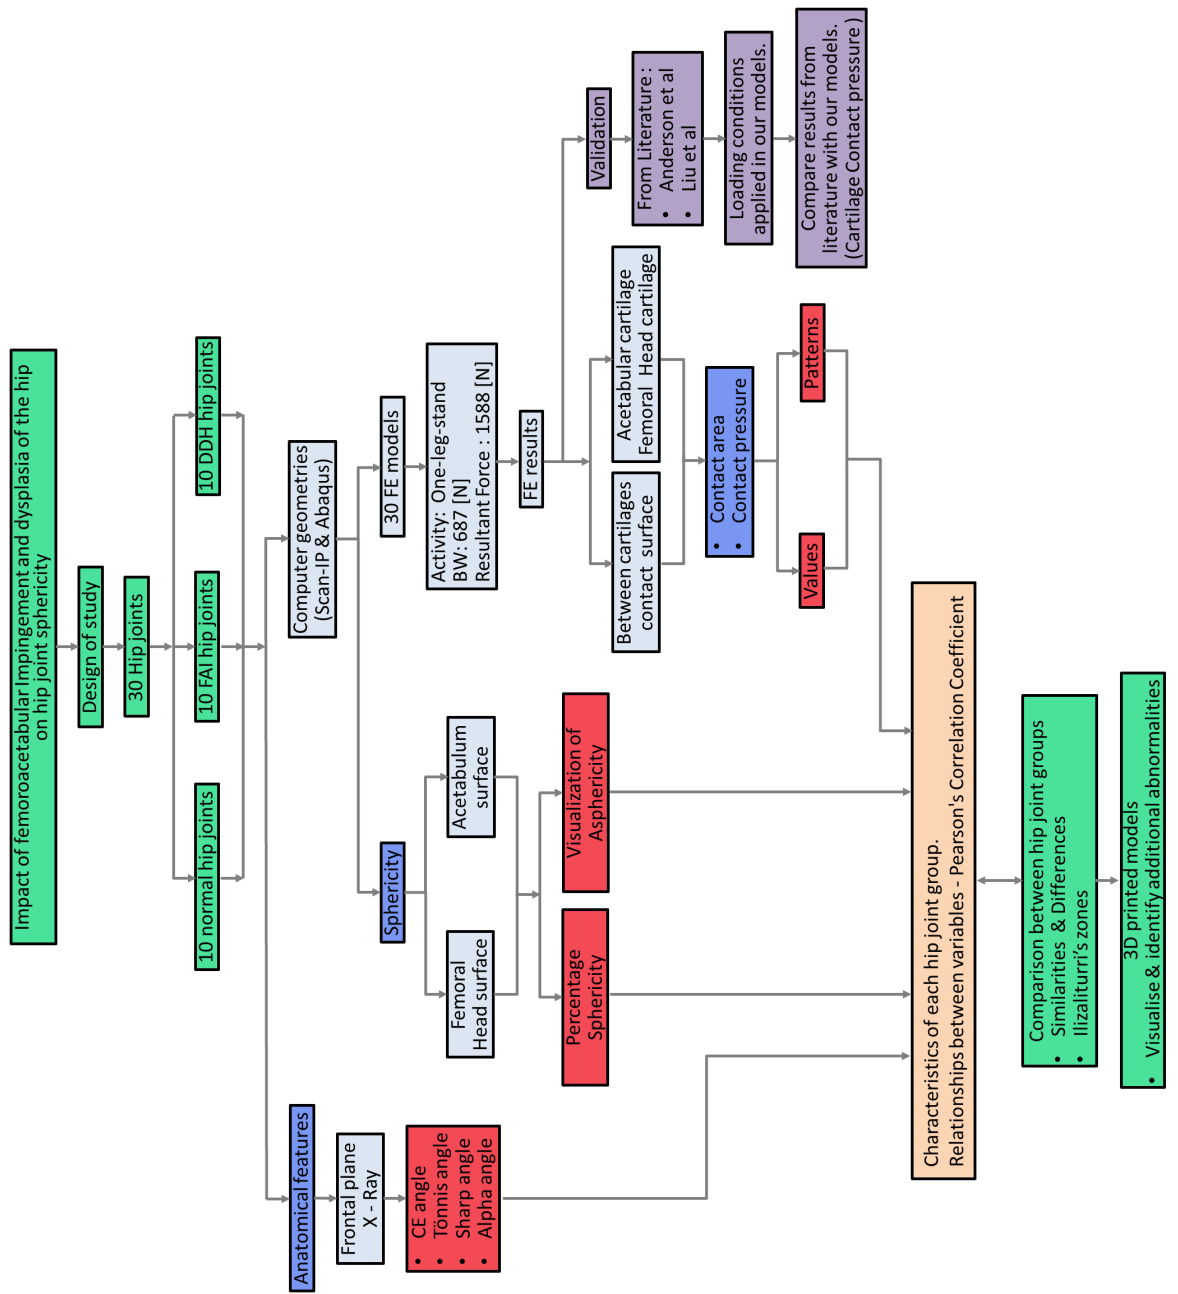 Impact of femoroacetabular Impingement and dysplasia of the hip
on hip joint sphericity
Design of study
30 Hip joints
10 normal hip joints
10 FAI hip joints
10 DDH hip joints
Anatomical features
Frontal plane
X - Ray
• CE angle
• Tönnis angle
• Sharp angle
• Alpha angle
Computer geometries
(Scan-IP & Abaqus)
Sphericity
Femoral
Head surface
Acetabulum
surface
Percentage
Sphericity
Visualization of
Asphericity
30 FE models
Activity: One-leg-stand
BW: 687 [N]
Resultant Force : 1588 [N]
FE results
Between cartilages
contact surface
Acetabular cartilage
Femoral Head cartilage
• Contact area
• Contact pressure
Values
Patterns
Validation
From Literature :
• Anderson et al
• Liu et al
Loading conditions
applied in our models.
Compare results from
literature with our models.
(Cartilage Contact pressure )
Characteristics of each hip joint group.
Relationships between variables - Pearson's Correlation Coefficient
Comparison between hip joint groups
• Similarities & Differences
• Ilizaliturri’s zones
3D printed models
• Visualise & identify additional abnormalities